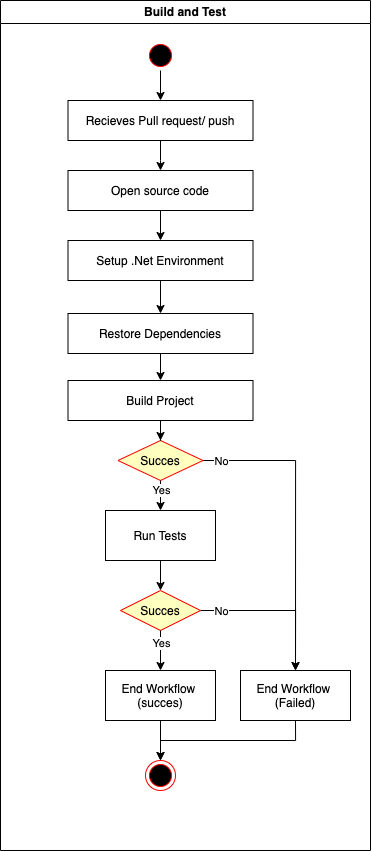 Build and Test
Recieves Pull request/ push
Open source code
Setup .Net Environment
Restore Dependencies
Build Project
Succes
No
Yes
Run Tests
Succes
No
Yes
End Workflow
(succes)
End Workflow
(Failed)